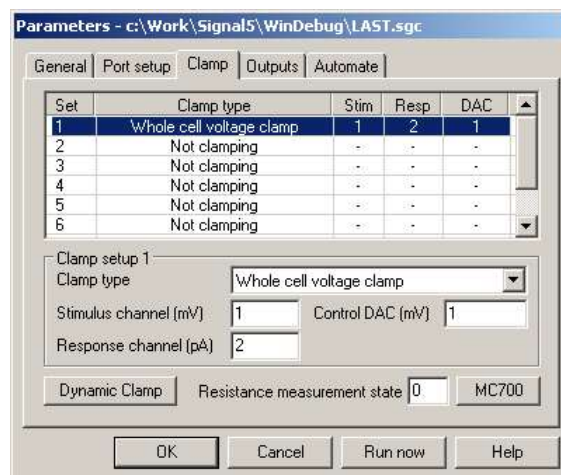 Parameters - c:\Work\Signal5\WinDebug\LAST.sgc
General Port setup Clamp Outputs Automate
Set Clamp type Stim Resp DAC
1 Whole cell voltage clamp 1 2 1
2 Not clamping - - -
3 Not clamping - - -
4 Not clamping - - -
5 Not clamping - - -
6 Not clamping - - -
Clamp setup 1
Clamp type Whole cell voltage clamp
Stimulus channel (mV) 1 Control DAC (mV) 1
Response channel (pA) 2
Dynamic Clamp Resistance measurement state 0 MC700
OK Cancel Run now Help